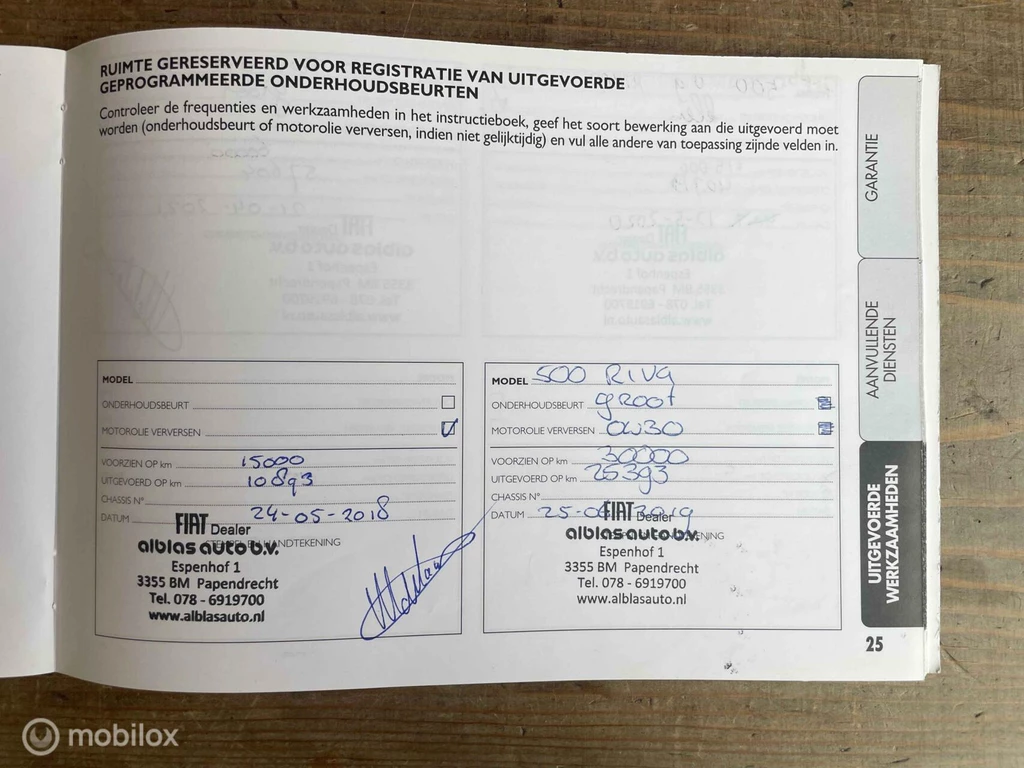 RUIMTE GERESERVEERD VOOR REGISTRATIE VAN UITGEVOERDE
GEPROGRAMMEERDE ONDERHOUDSBEURTEN
Controleer de frequenties en werkzaamheden in het instructieboek, geef het soort bewerking aan die uitgevoerd moet
worden (onderhoudsbeurt of motorolie verversen, indien niet gelijktijdig) en vul alle andere van toepassing zijnde velden in.
MODEL
ONDERHOUDSBEURT
MOTOROLIE VERVERSEN
VOORZIEN OP km 15000
UITGEVOERD OP km 10893
CHASSIS N°
DATUM 24-05-2018
FIAT Dealer
alblas auto b.v.
HANDTEKENING
Espenhof 1
3355 BM Papendrecht
Tel. 078 - 6919700
www.alblasauto.nl
MODEL 500 RIVA
ONDERHOUDSBEURT groot
MOTOROLIE VERVERSEN 0W30
VOORZIEN OP km 30000
UITGEVOERD OP km 25393
CHASSIS N°
DATUM 25- 2019
FIAT Dealer
alblas auto b.v.
Espenhof 1
3355 BM Papendrecht
Tel. 078 - 6919700
www.alblasauto.nl
GARANTIE
AANVULLENDE
DIENSTEN
UITGEVOERDE
WERKZAAMHEDEN
25
mobilox